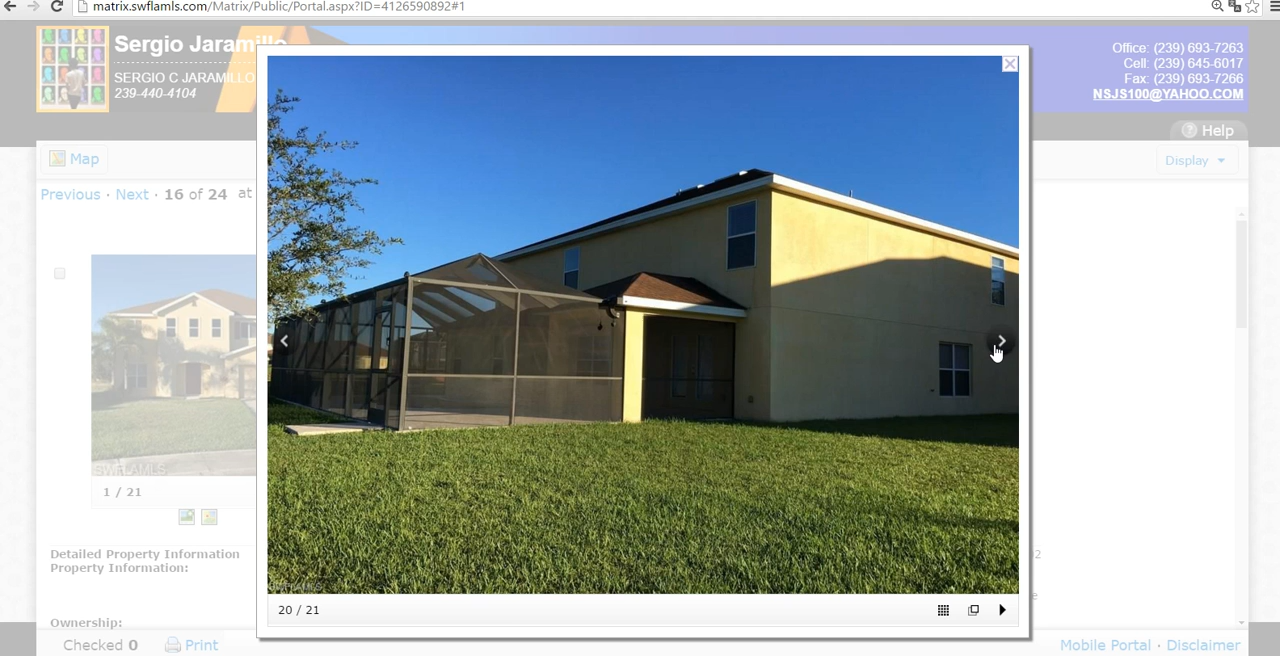 matrix.swflamls.com/Matrix/Public/Portal.aspx?ID=4126590892#1
Sergio Jaramillo
SERGIO C JARAMILLO
239-440-4104
Office: (239) 693-7263
Cell: (239) 645-6017
Fax: (239) 693-7266
NSJS100@YAHOO.COM
Help
Map
Display
Previous · Next · 16 of 24 at
SWFLAMLS
1 / 21
SWFLAMLS
20 / 21
Detailed Property Information
Property Information:
Ownership:
Checked 0
Print
Mobile Portal · Disclaimer